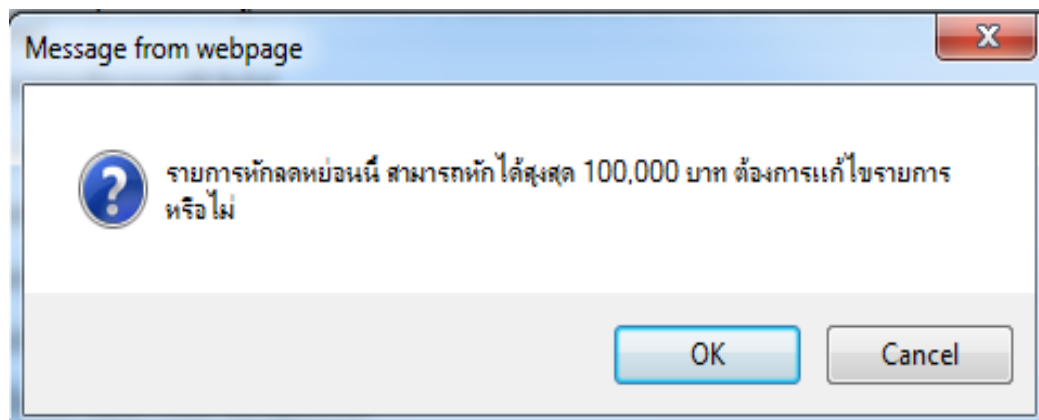 Message from webpage
รายการหักลดหย่อนนี้ สามารถหักได้สูงสุด 100,000 บาท ต้องการแก้ไขรายการ
หรือไม่
OK
Cancel